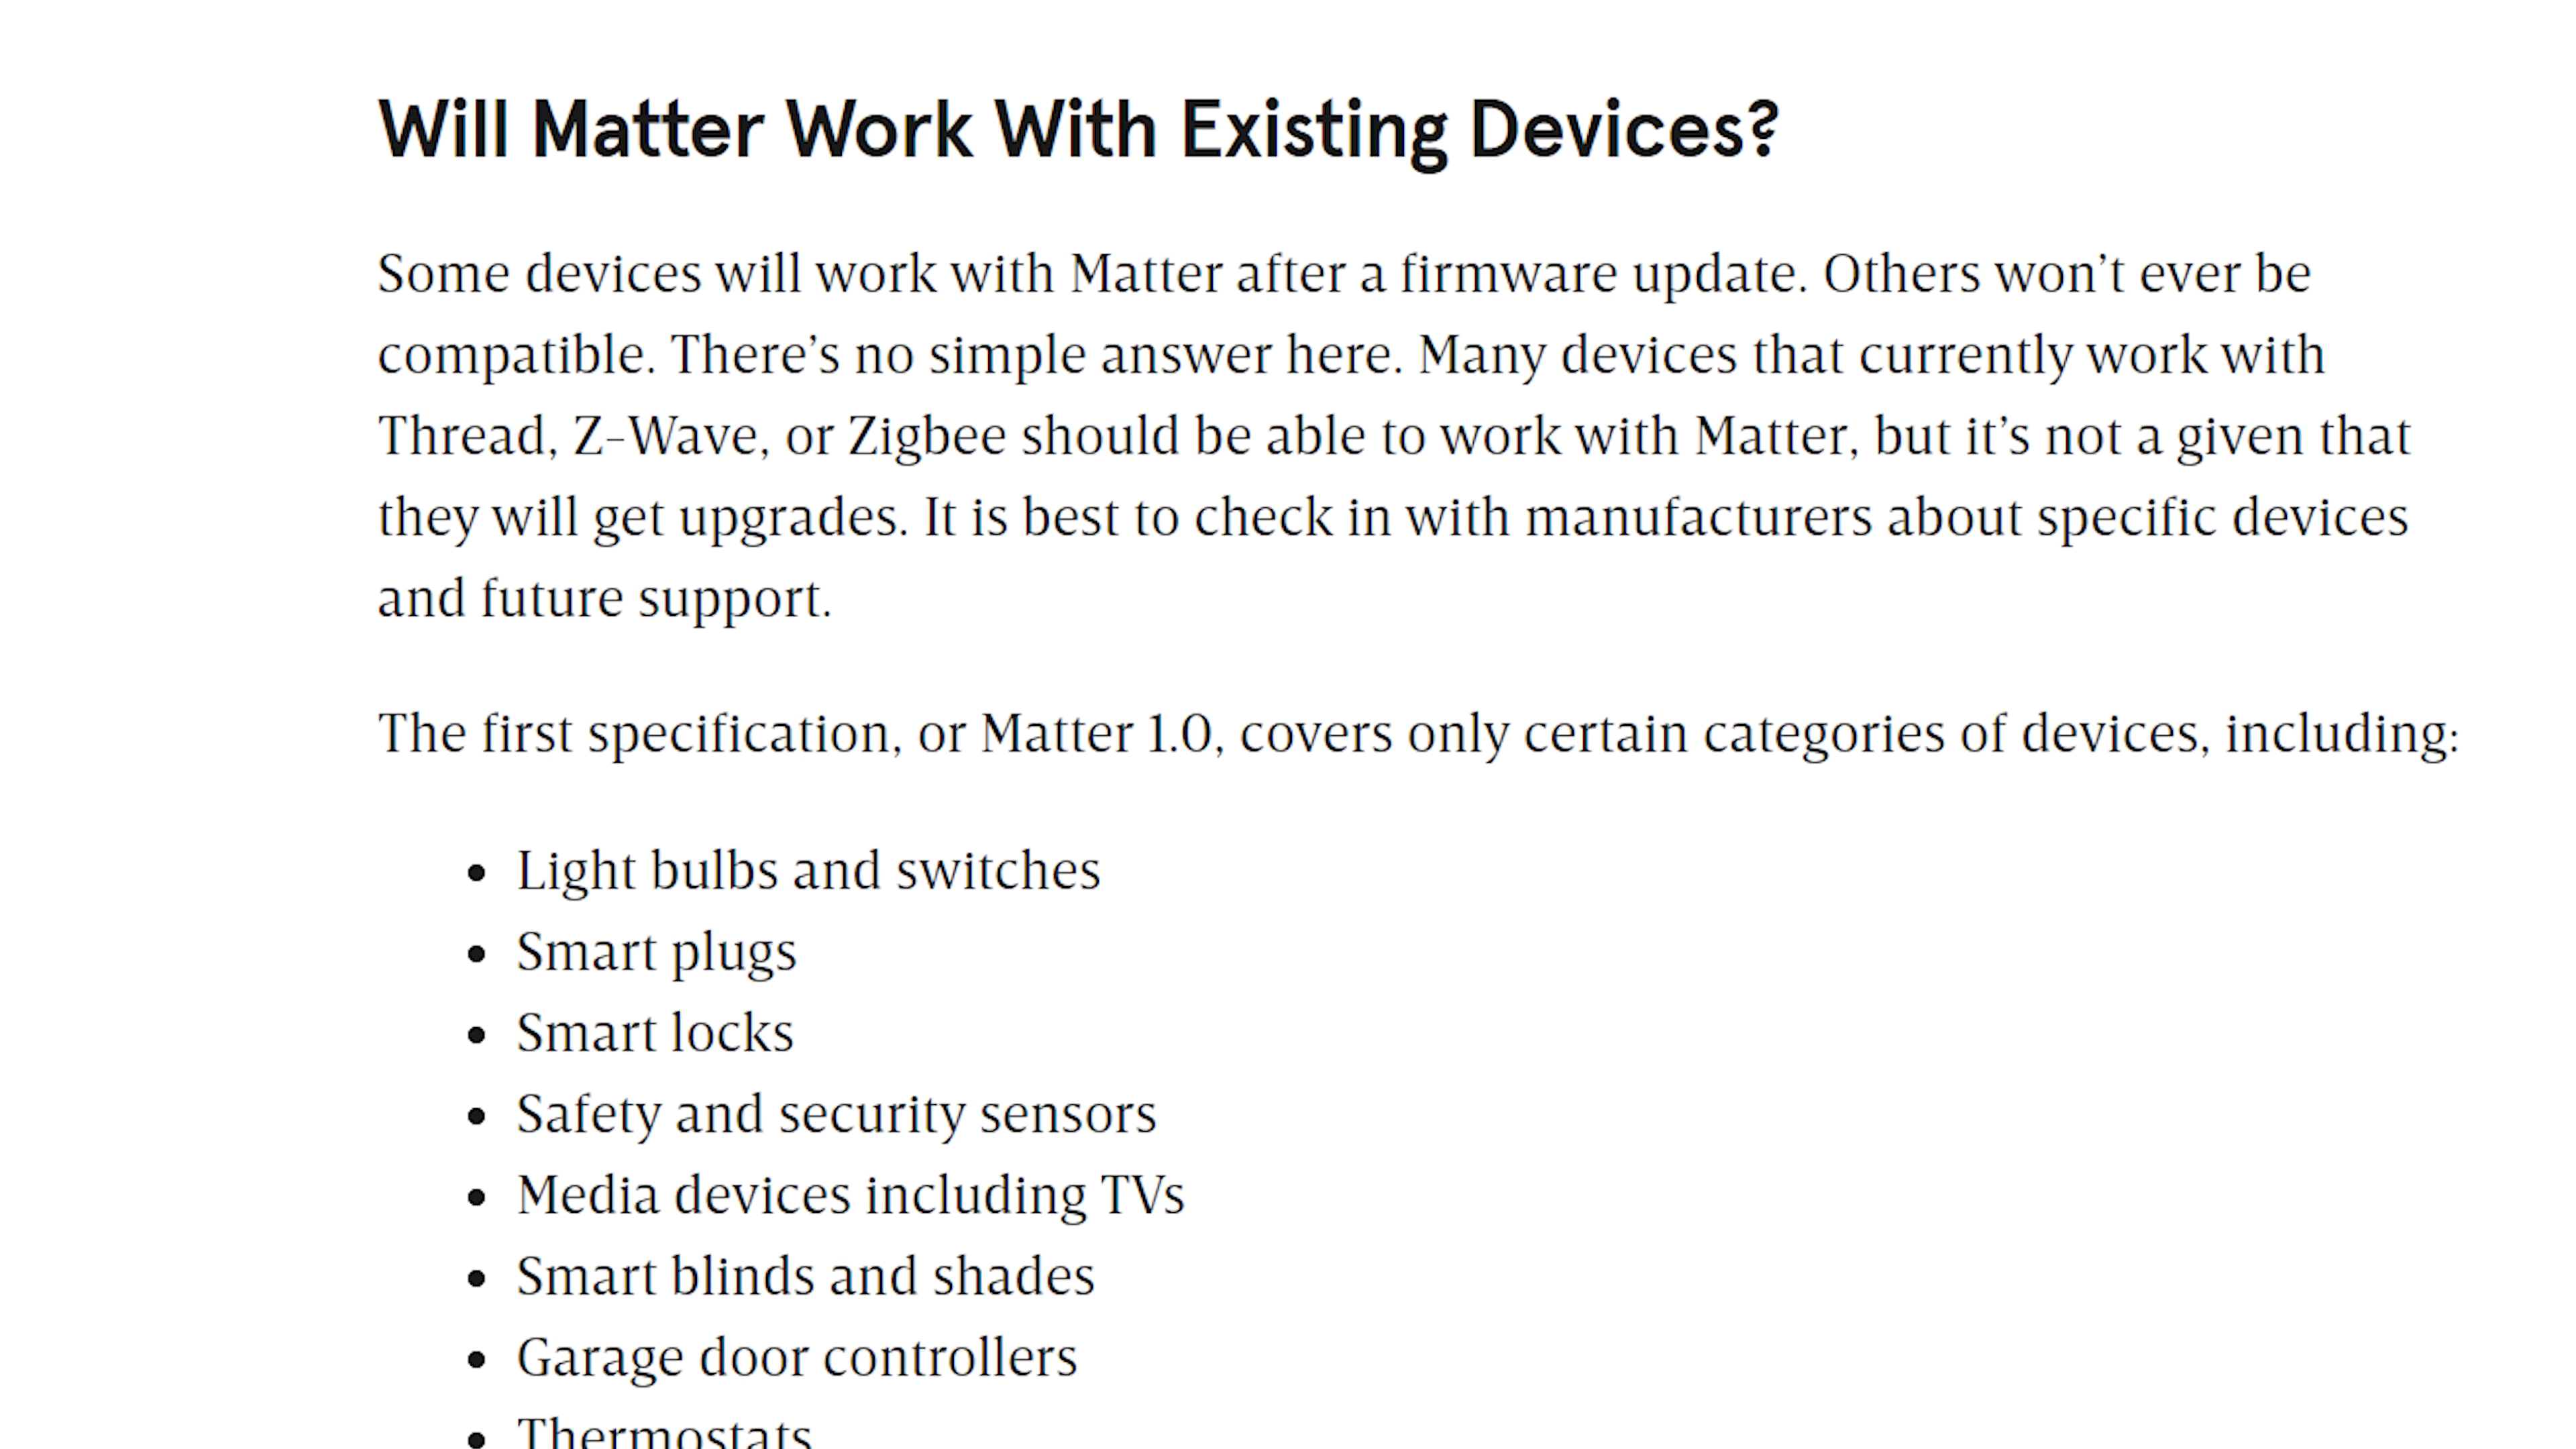 Will Matter Work With Existing Devices?
Some devices will work with Matter after a firmware update. Others won’t ever be
compatible. There’s no simple answer here. Many devices that currently work with
Thread, Z-Wave, or Zigbee should be able to work with Matter, but it’s not a given that
they will get upgrades. It is best to check in with manufacturers about specific devices
and future support.
The first specification, or Matter 1.0, covers only certain categories of devices, including:
• Light bulbs and switches
• Smart plugs
• Smart locks
• Safety and security sensors
• Media devices including TVs
• Smart blinds and shades
• Garage door controllers
• Thermostats